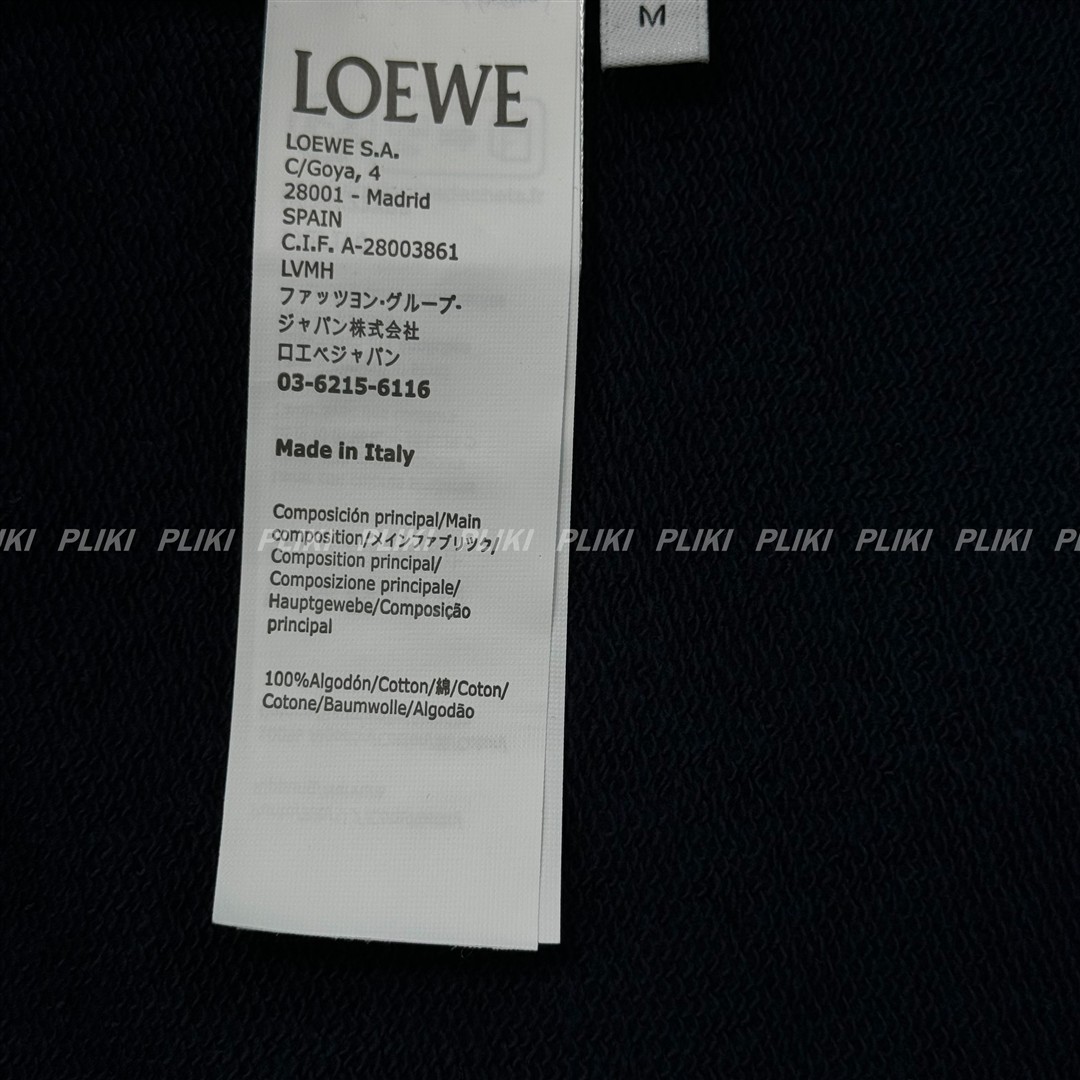 M
LOEWE
LOEWE S.A.
C/Goya, 4
28001 - Madrid
SPAIN
C.I.F. A-28003861
LVMH
ファッツヨン·グループ-
ジャパン株式会社
ロエベジャパン
03-6215-6116
Made in Italy
Composición principal/Main
composition/メインファブリツク/
Composition principal/
Composizione principale/
Hauptgewebe/Composição
principal
100%Algodón/Cotton/綿/Coton/
Cotone/Baumwolle/Algodão
IKI PLIKI PLIKI PLIKI PLIKI PLIKI PLIKI PLIKI PLIKI PLIKI P